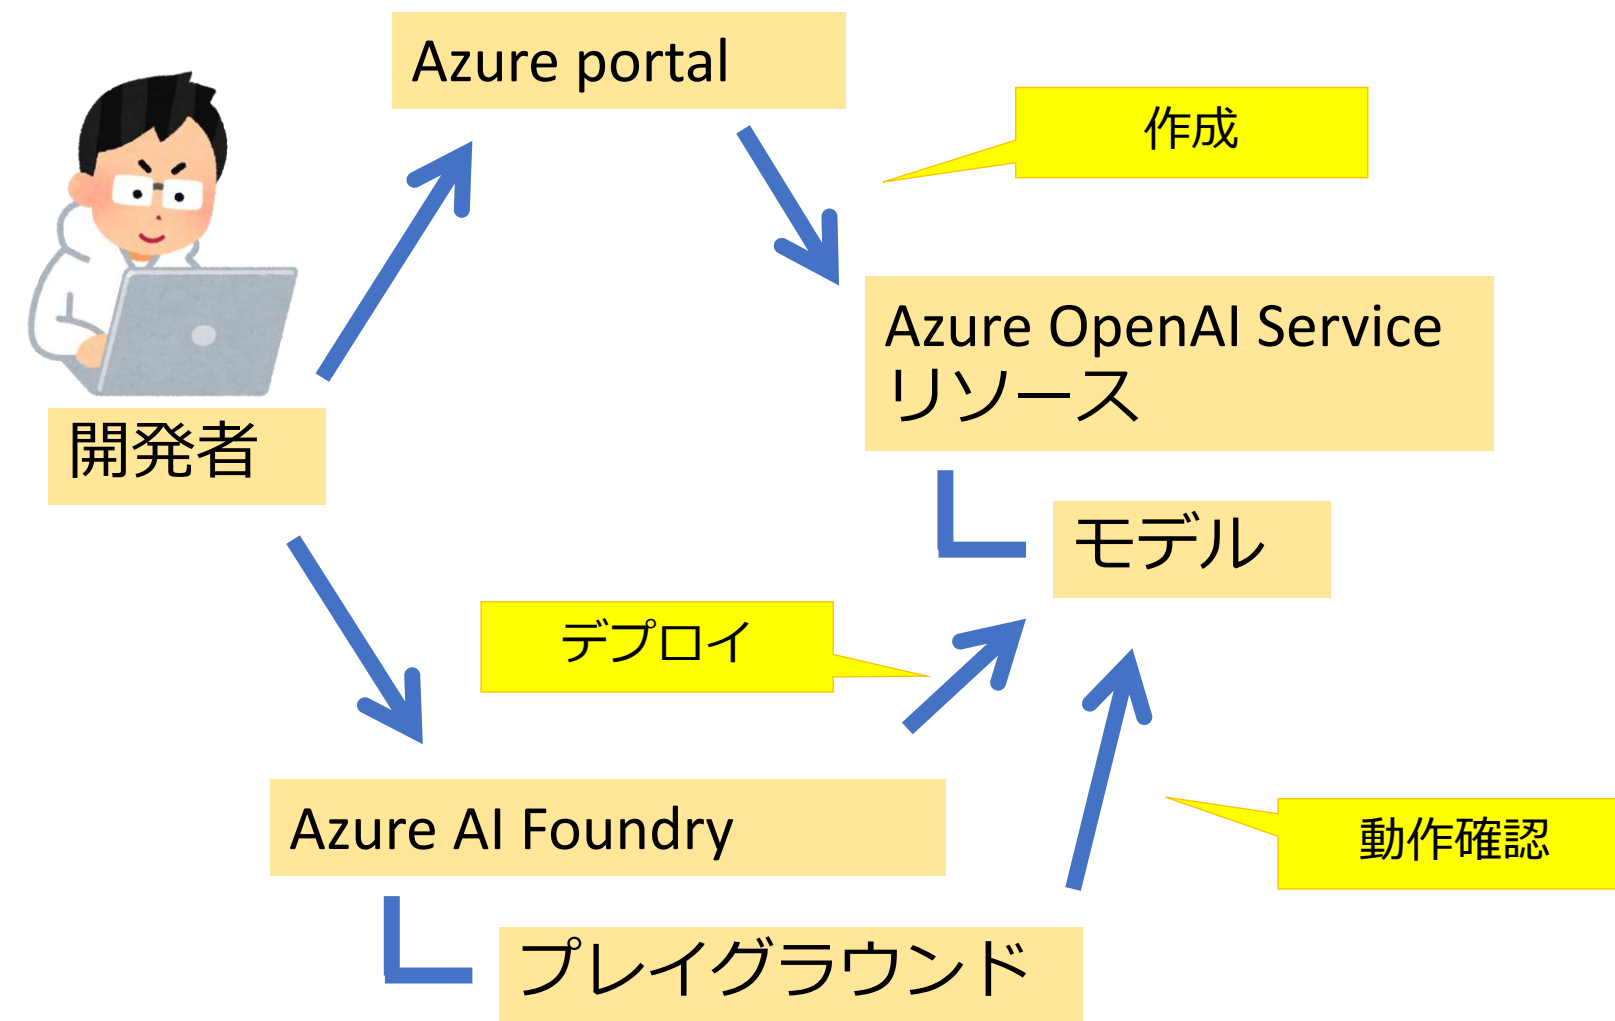 Azure portal
作成
Azure OpenAI Service
リソース
開発者
モデル
デプロイ
Azure AI Foundry
動作確認
プレイグラウンド